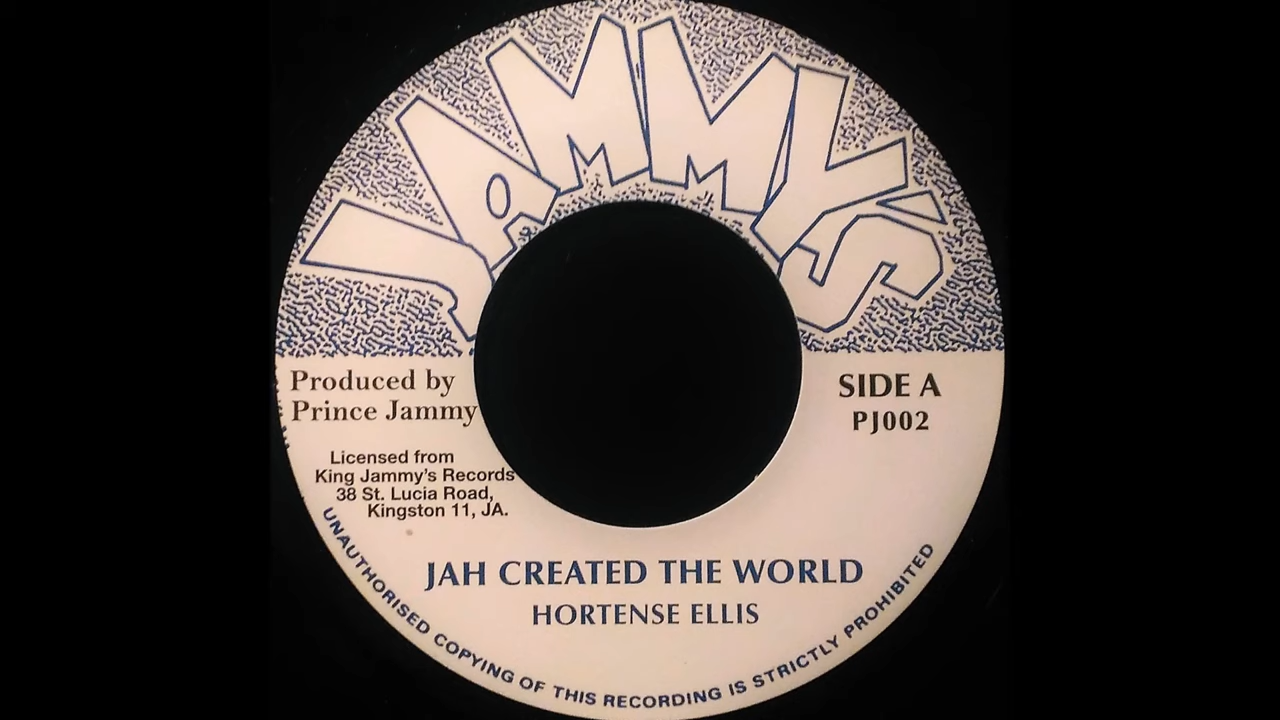 JAMMY'S
Produced by
Prince Jammy
SIDE A
PJ002
Licensed from
King Jammy's Records
38 St. Lucia Road,
Kingston 11, JA.
JAH CREATED THE WORLD
HORTENSE ELLIS
UNAUTHORISED COPYING OF THIS RECORDING IS STRICTLY PROHIBITED